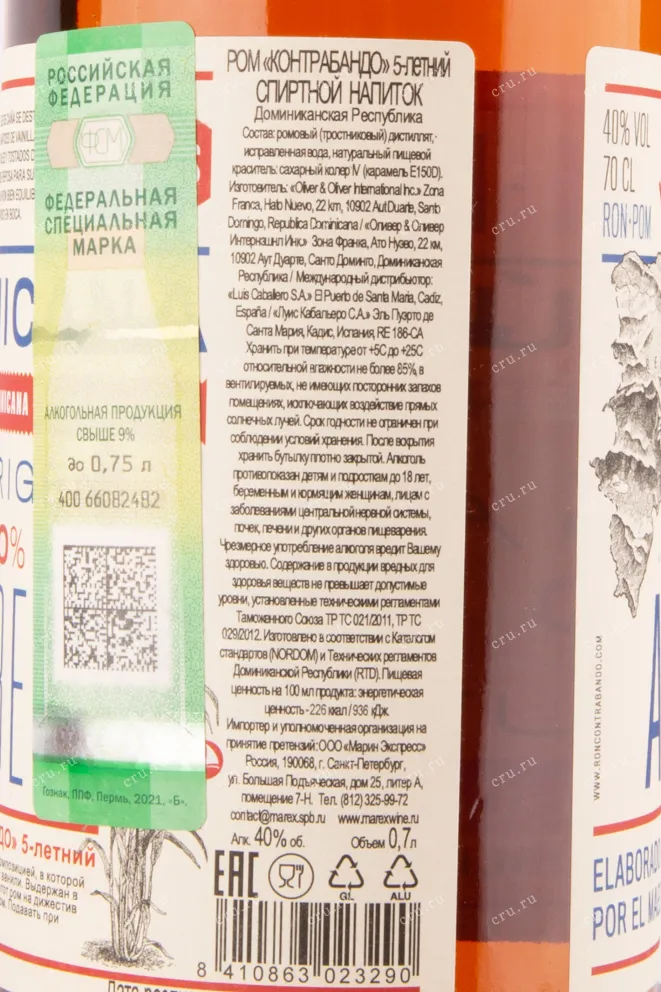 РОССИЙСКАЯ
ФЕДЕРАЦИЯ
ФСМ
ФЕДЕРАЛЬНАЯ
СПЕЦИАЛЬНАЯ
МАРКА
АЛКОГОЛЬНАЯ ПРОДУКЦИЯ
СВЫШЕ 9%
до 0,75 л
400 66082482
Гознак, ППФ, Пермь, 2021, «Б».
РОМ «КОНТРАБАНДО» 5-летний
СПИРТНОЙ НАПИТОК
Доминиканская Республика
Состав: ромовый (тростниковый) дистиллят,
исправленная вода, натуральный пищевой
краситель: сахарный колер IV (карамель E150D).
Изготовитель: «Oliver & Oliver International Inc.» Zona
Franca, Hato Nuevo, 22 km, 10902 Aut.Duarte, Santo
Domingo, Republica Dominicana / «Оливер & Оливер
Интернэшнл Инк.» Зона Франка, Ато Нуэво, 22 км,
10902 Аут Дуарте, Санто Доминго, Доминиканская
Республика / Международный дистрибьютор:
«Luis Caballero S.A.» El Puerto de Santa Maria, Cadiz,
España / «Луис Кабальеро С.А.» Эль Пуэрто де
Санта Мария, Кадис, Испания, RE 186-CA
Хранить при температуре от +5С до +25С
относительной влажности не более 85%, в
вентилируемых, не имеющих посторонних запахов
помещениях, исключающих воздействие прямых
солнечных лучей. Срок годности не ограничен при
соблюдении условий хранения. После вскрытия
хранить бутылку плотно закрытой. Алкоголь
противопоказан детям и подросткам до 18 лет,
беременным и кормящим женщинам, лицам с
заболеваниями центральной нервной системы,
почек, печени и других органов пищеварения.
Чрезмерное употребление алкоголя вредит Вашему
здоровью. Содержание в продукции вредных для
здоровья веществ не превышает допустимые
уровни, установленные техническими регламентами
Таможенного Союза ТР ТС 021/2011, ТР ТС
029/2012. Изготовлено в соответствии с Каталогом
стандартов (NORDOM) и Технических регламентов
Доминиканской Республики (RTD). Пищевая
ценность на 100 мл продукта: энергетическая
ценность - 226 ккал / 936 кДж.
Импортер и уполномоченная организация на
принятие претензий: ООО «Марин Экспресс»
Россия, 190068, г. Санкт-Петербург,
ул. Большая Подъяческая, дом 25, литер А,
помещение 7-Н. Тел. (812) 325-99-72
contact@marex.spb.ru www.marexwine.ru
Алк. 40% об. Объем 0,7л
EAC
GL ALU
8 410863 023290
ДО» 5-летний
40% VOL
70 CL
RON·РОМ
WWW.RONCONTRABANDO.COM
ELABORADO
POR EL MA